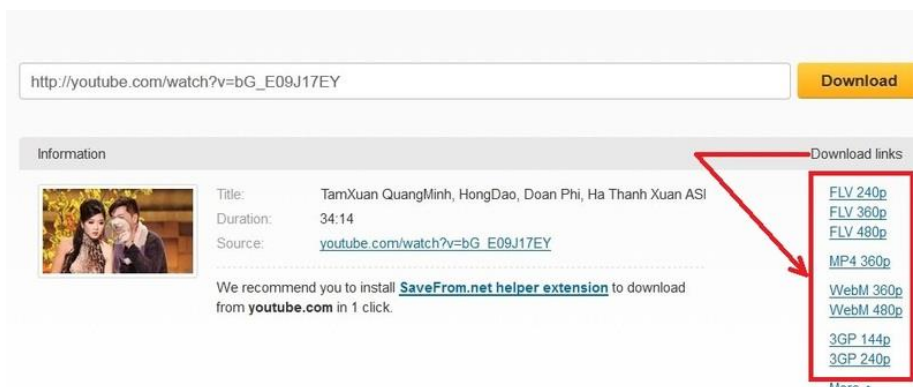 http://youtube.com/watch?v=bG_E09J17EY
Download
Information
Download links
Title: TamXuan QuangMinh, HongDao, Doan Phi, Ha Thanh Xuan ASI
Duration: 34:14
Source: youtube.com/watch?v=bG_E09J17EY
We recommend you to install SaveFrom.net helper extension to download
from youtube.com in 1 click.
FLV 240p
FLV 360p
FLV 480p
MP4 360p
WebM 360p
WebM 480p
3GP 144p
3GP 240p
More